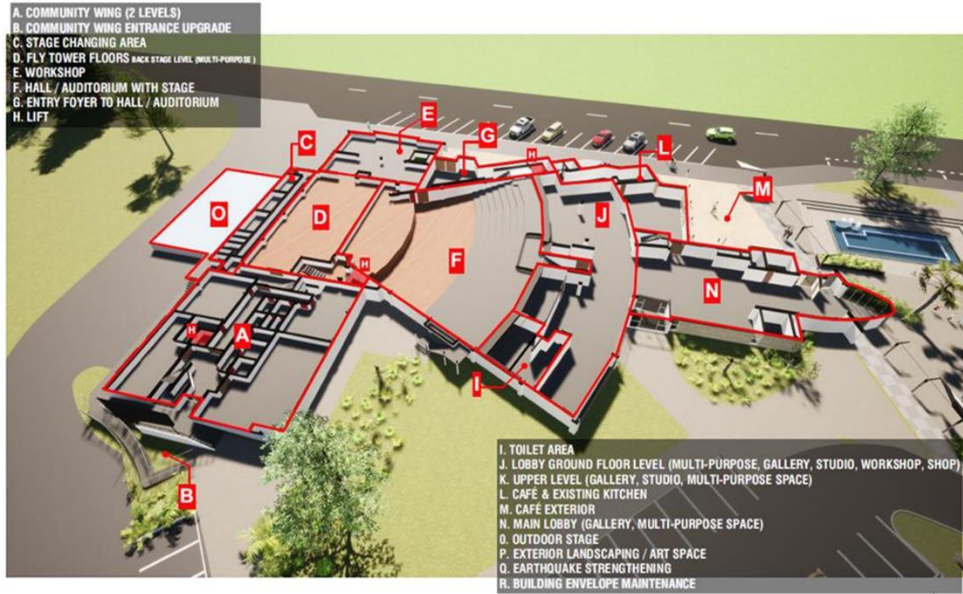 A. COMMUNITY WING (2 LEVELS)
B. COMMUNITY WING ENTRANCE UPGRADE
C. STAGE CHANGING AREA
D. FLY TOWER FLOORS BACK STAGE LEVEL (MULTI-PURPOSE)
E. WORKSHOP
F. HALL / AUDITORIUM WITH STAGE
G. ENTRY FOYER TO HALL / AUDITORIUM
H. LIFT
E
G
H
C
L
M
O
D
J
F
H
N
H
A
I
B
I. TOILET AREA
J. LOBBY GROUND FLOOR LEVEL (MULTI-PURPOSE, GALLERY, STUDIO, WORKSHOP, SHOP)
K. UPPER LEVEL (GALLERY, STUDIO, MULTI-PURPOSE SPACE)
L. CAFÉ & EXISTING KITCHEN
M. CAFÉ EXTERIOR
N. MAIN LOBBY (GALLERY, MULTI-PURPOSE SPACE)
O. OUTDOOR STAGE
P. EXTERIOR LANDSCAPING / ART SPACE
Q. EARTHQUAKE STRENGTHENING
R. BUILDING ENVELOPE MAINTENANCE